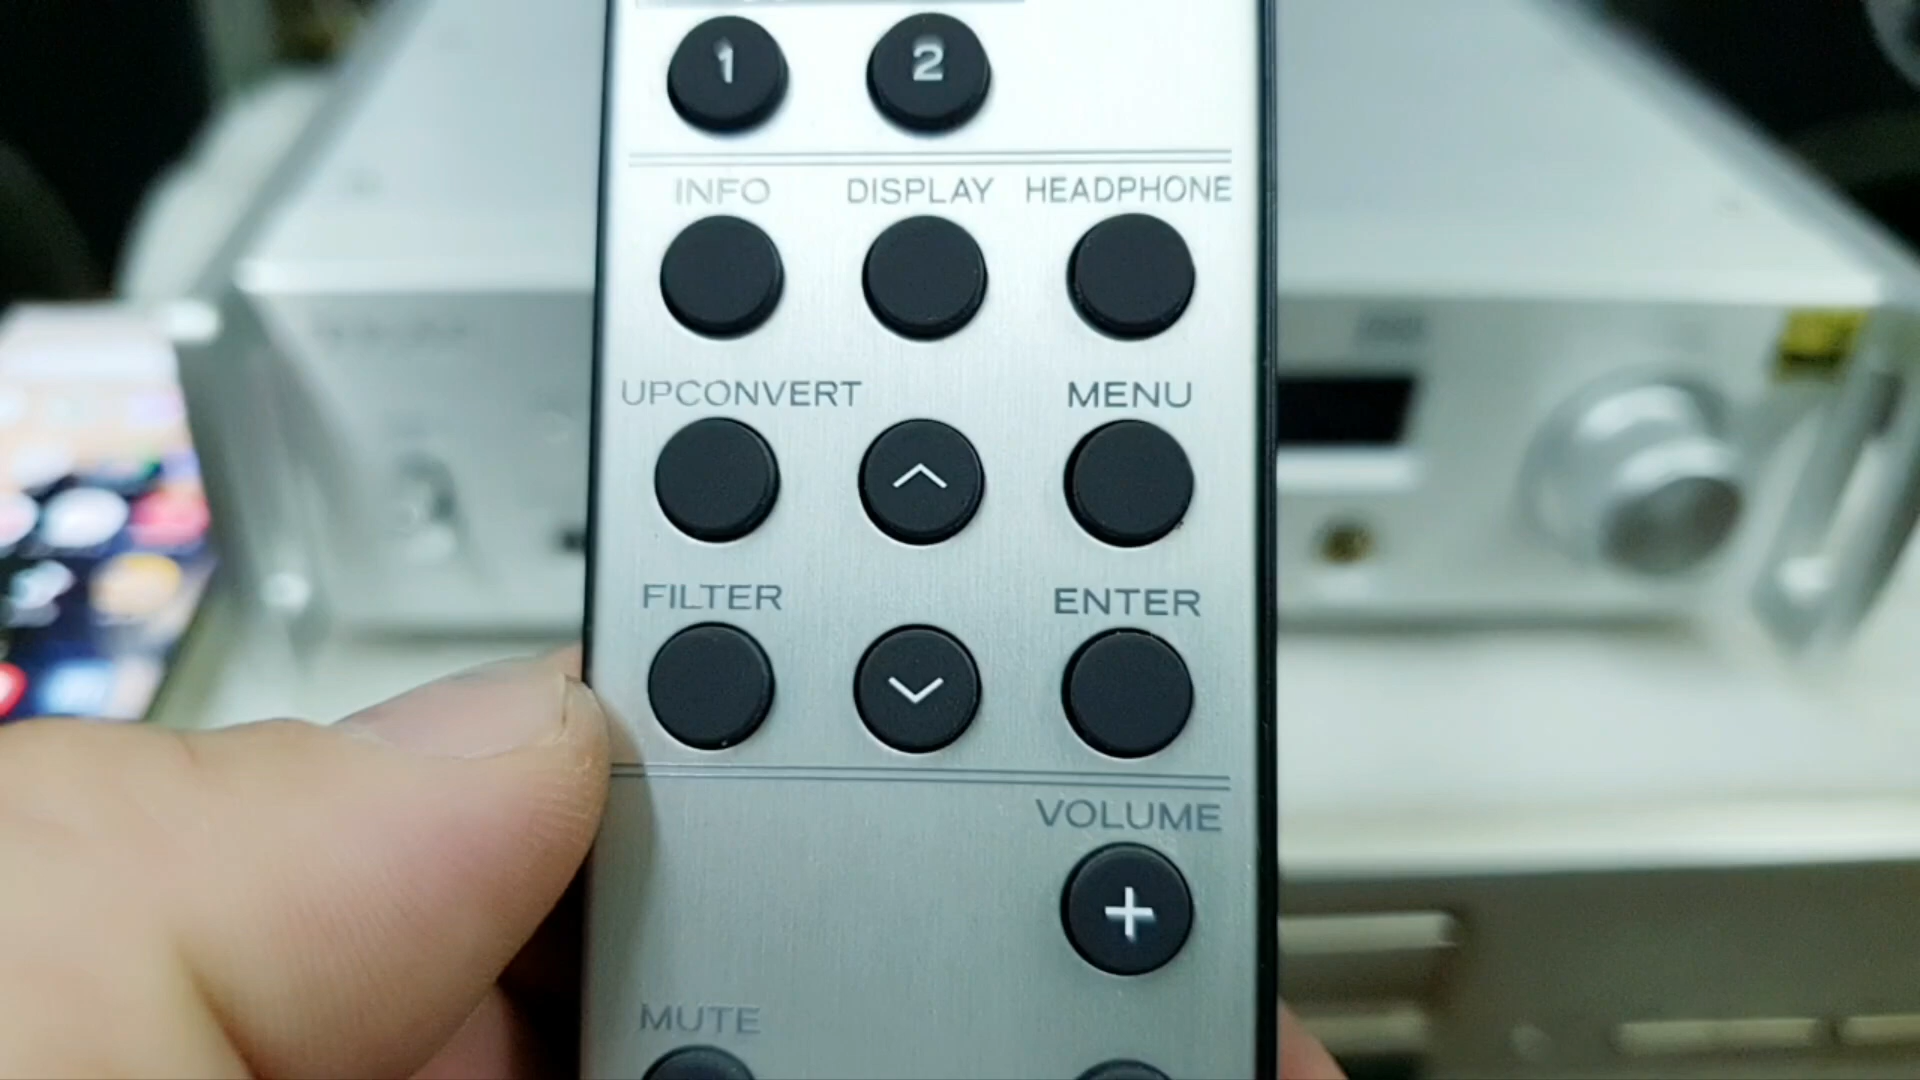 1 2
INFO DISPLAY HEADPHONE
UPCONVERT MENU
FILTER ENTER
VOLUME
+
MUTE